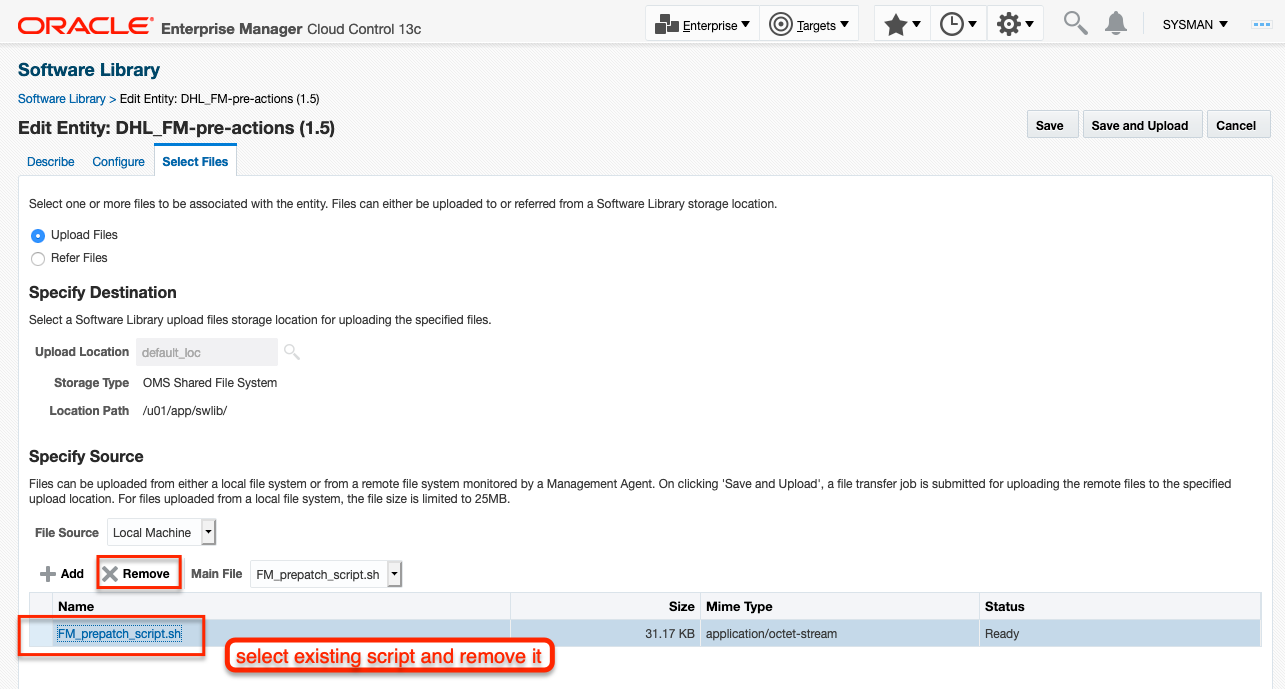 ORACLE® Enterprise Manager Cloud Control 13c
Enterprise
Targets
SYSMAN
Software Library
Software Library > Edit Entity: DHL_FM-pre-actions (1.5)
Edit Entity: DHL_FM-pre-actions (1.5)
Save
Save and Upload
Cancel
Describe
Configure
Select Files
Select one or more files to be associated with the entity. Files can either be uploaded to or referred from a Software Library storage location.
Upload Files
Refer Files
Specify Destination
Select a Software Library upload files storage location for uploading the specified files.
Upload Location default_loc
Storage Type OMS Shared File System
Location Path /u01/app/swlib/
Specify Source
Files can be uploaded from either a local file system or from a remote file system monitored by a Management Agent. On clicking 'Save and Upload', a file transfer job is submitted for uploading the remote files to the specified
upload location. For files uploaded from a local file system, the file size is limited to 25MB.
File Source Local Machine
Add Remove Main File FM_prepatch_script.sh
Name Size Mime Type Status
FM_prepatch_script.sh 31.17 KB application/octet-stream Ready
select existing script and remove it